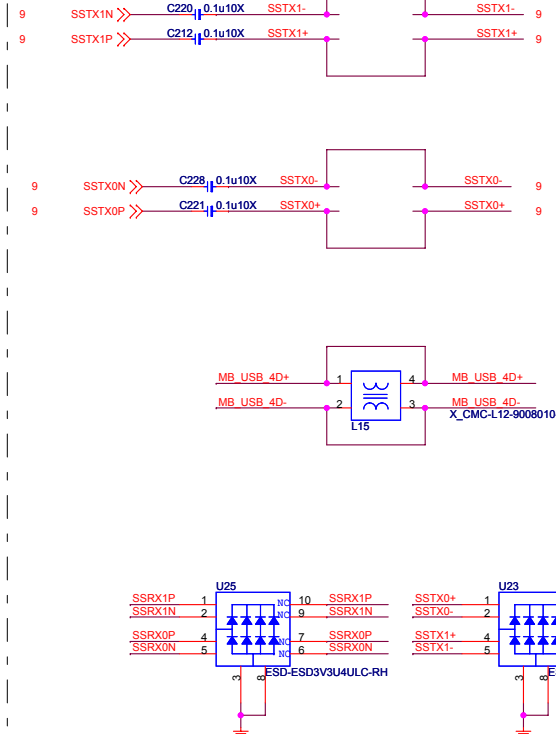 9 SSTX1N C220 0.1u10X SSTX1- SSTX1- 9
9 SSTX1P C212 0.1u10X SSTX1+ SSTX1+ 9
9 SSTX0N C228 0.1u10X SSTX0- SSTX0- 9
9 SSTX0P C221 0.1u10X SSTX0+ SSTX0+ 9
MB_USB_4D+ 1 4 MB_USB_4D+
MB_USB_4D- 2 3 MB_USB_4D-
X_CMC-L12-9008010-
L15
U25 U23
SSRX1P 1 NC 10 SSRX1P SSTX0+ 1
SSRX1N 2 NC 9 SSRX1N SSTX0- 2
SSRX0P 4 NC 7 SSRX0P SSTX1+ 4
SSRX0N 5 NC 6 SSRX0N SSTX1- 5
ESD-ESD3V3U4ULC-RH E
3 8 3 8